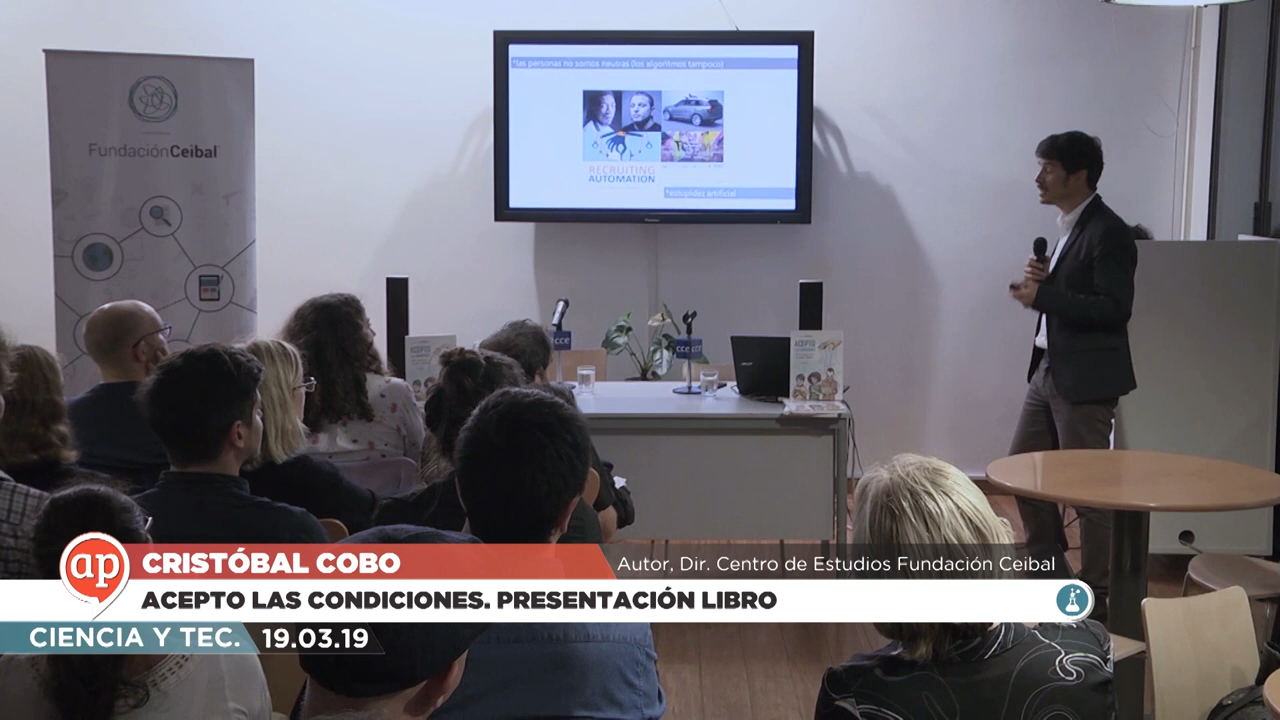 *las personas no somos neutras (los algoritmos tampoco)
RECRUITING
AUTOMATION
*estupidez artificial
FundaciónCeibal
cce
cce
ACEPTO
ap
CRISTÓBAL COBO
Autor, Dir. Centro de Estudios Fundación Ceibal
ACEPTO LAS CONDICIONES. PRESENTACIÓN LIBRO
CIENCIA Y TEC.
19.03.19